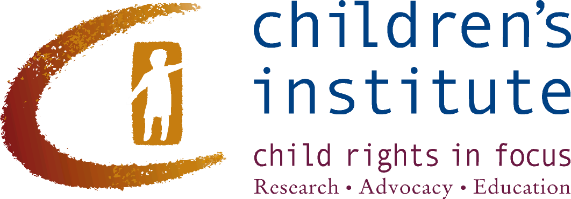 children's
institute
child rights in focus
Research • Advocacy • Education